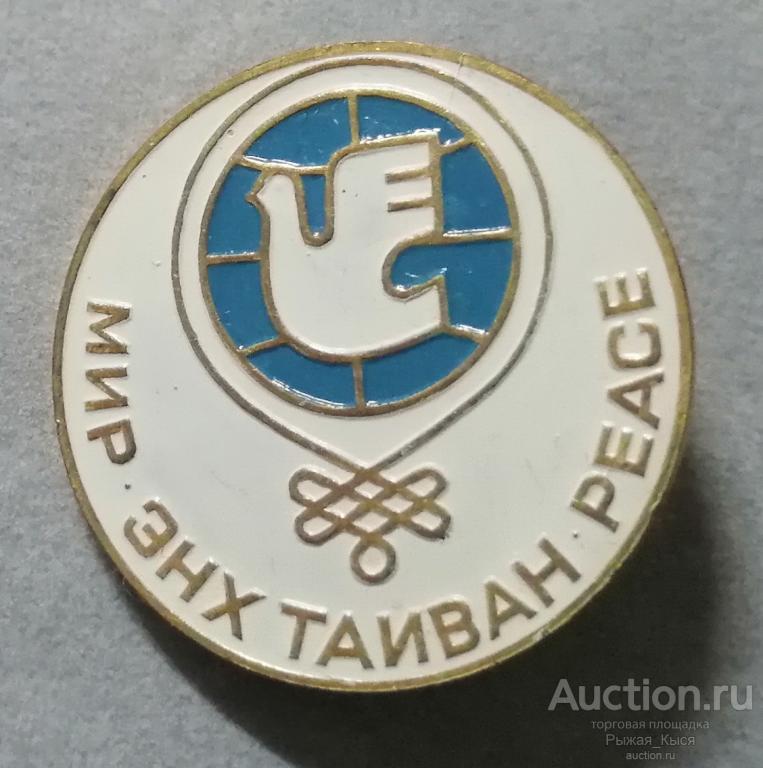 МИР · ЭНХ ТАИВАН · PEACE
Auction.ru
торговая площадка
Рыжая_Кыся
auction.ru